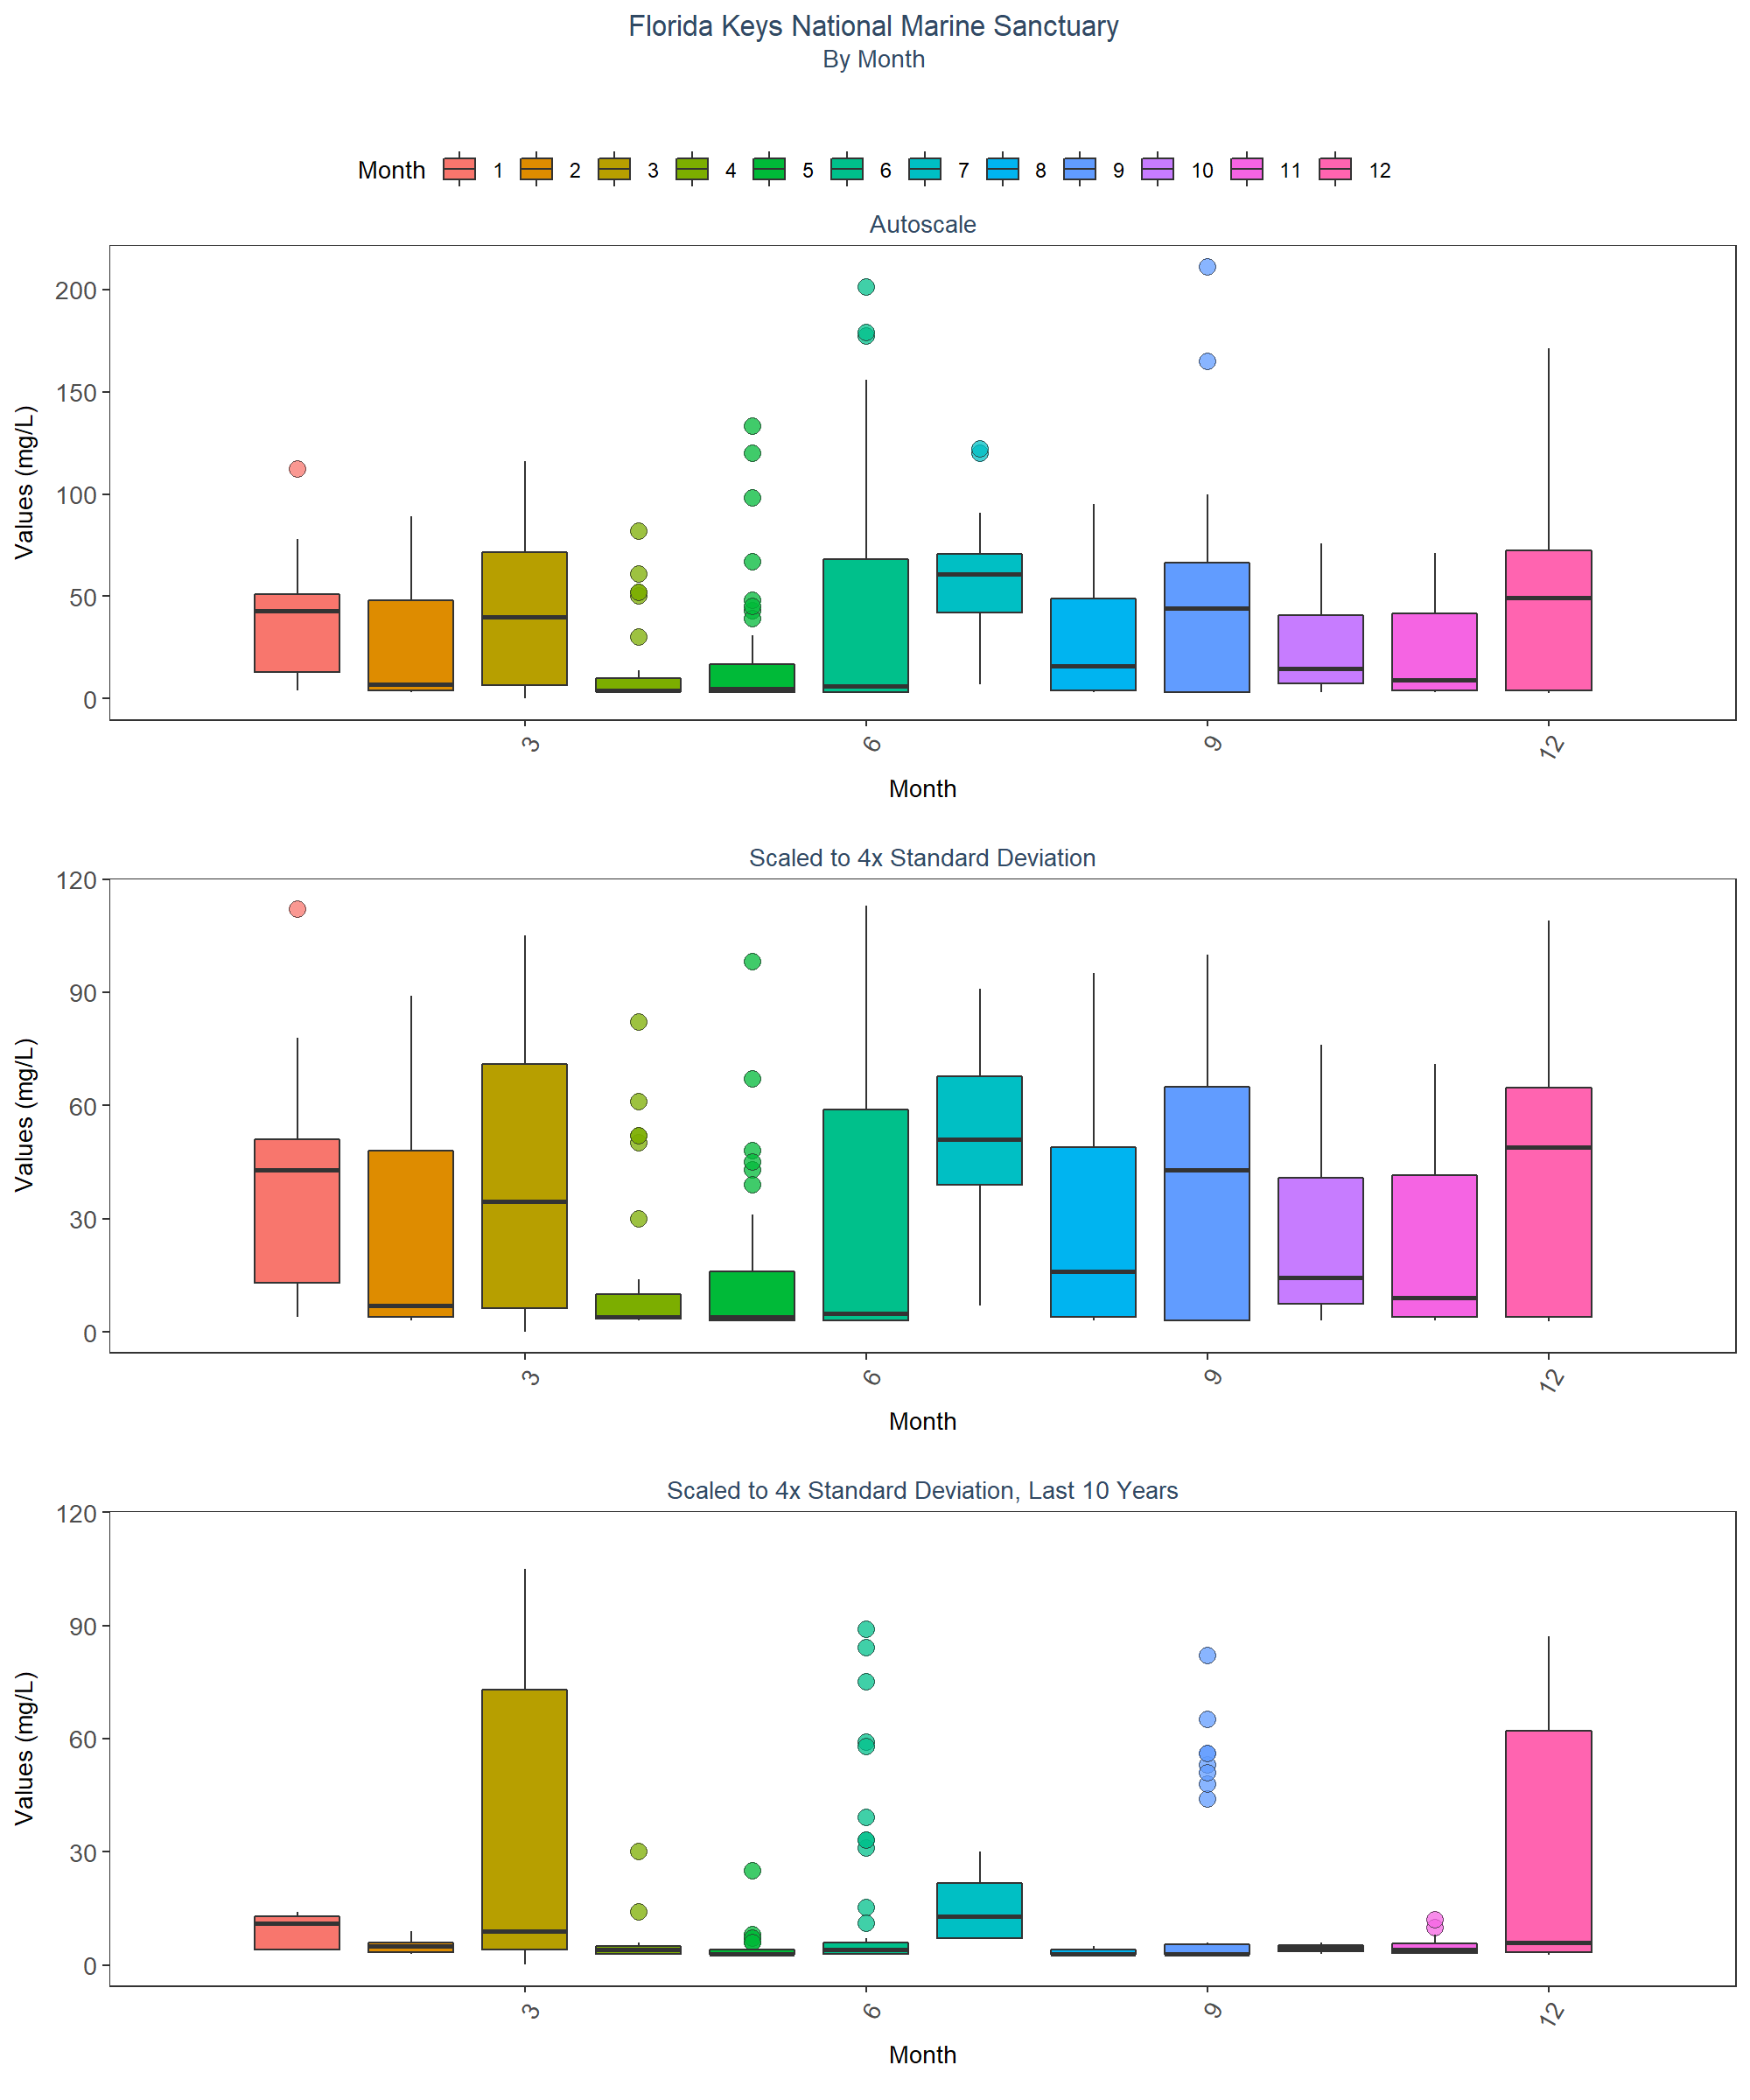 Florida Keys National Marine Sanctuary
By Month
Month 1 2 3 4 5 6 7 8 9 10 11 12
Autoscale
Values (mg/L)
200
150
100
50
0
3 6 9 12
Month
Scaled to 4x Standard Deviation
Values (mg/L)
120
90
60
30
0
3 6 9 12
Month
Scaled to 4x Standard Deviation, Last 10 Years
Values (mg/L)
120
90
60
30
0
3 6 9 12
Month